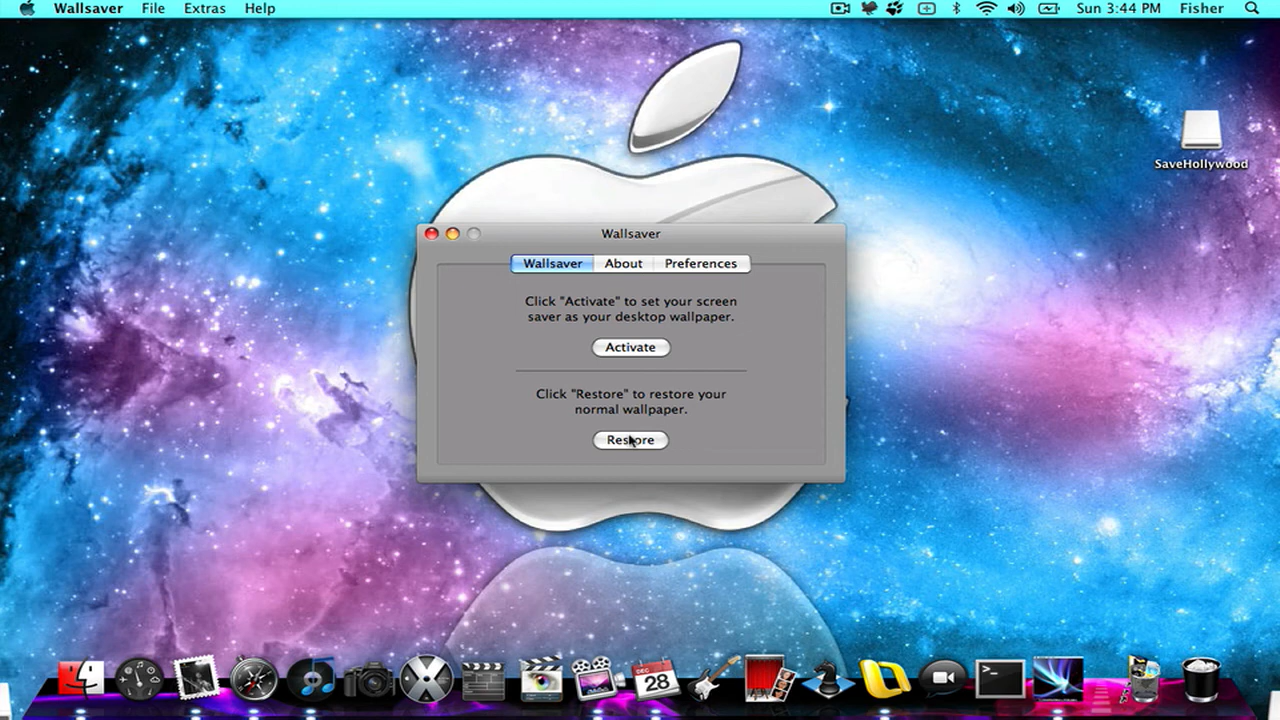 Wallsaver File Extras Help Sun 3:44 PM Fisher
SaveHollywood
Wallsaver
Wallsaver About Preferences
Click "Activate" to set your screen
saver as your desktop wallpaper.
Activate
Click "Restore" to restore your
normal wallpaper.
Restore
DEC
28
>_